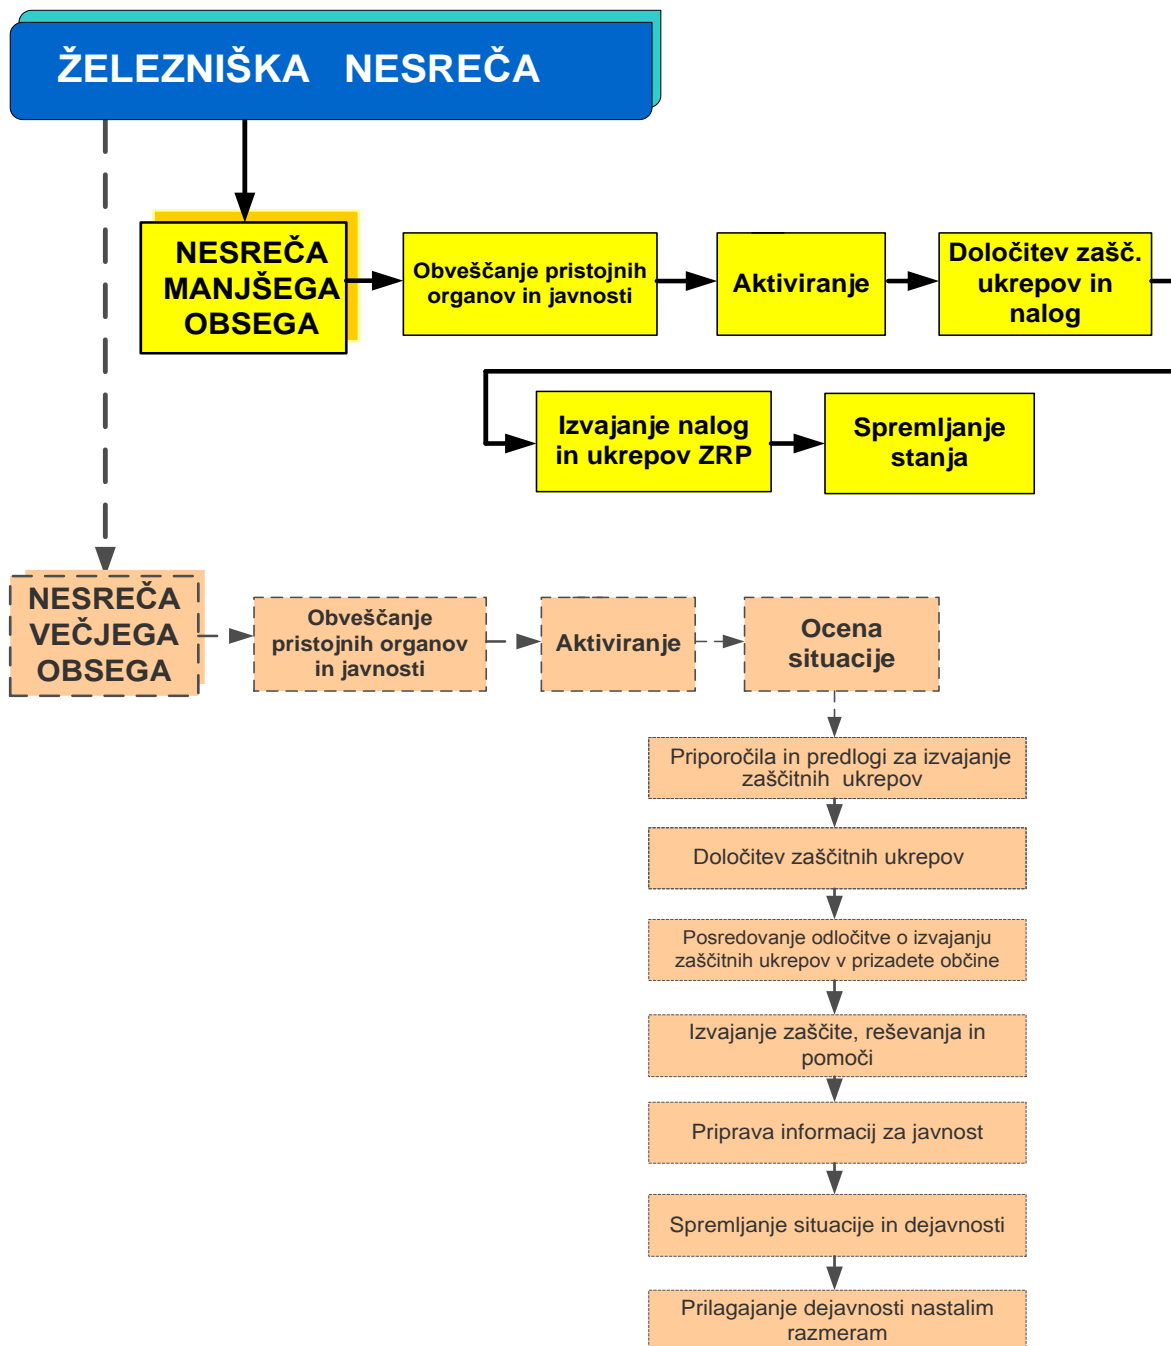 ŽELEZNIŠKA NESREČA
NESREČA
MANJŠEGA
OBSEGA
Obveščanje pristojnih
organov in javnosti
Aktiviranje
Določitev zašč.
ukrepov in
nalog
Izvajanje nalog
in ukrepov ZRP
Spremljanje
stanja
NESREČA
VEČJEGA
OBSEGA
Obveščanje
pristojnih organov
in javnosti
Aktiviranje
Ocena
situacije
Priporočila in predlogi za izvajanje
zaščitnih ukrepov
Določitev zaščitnih ukrepov
Posredovanje odločitve o izvajanju
zaščitnih ukrepov v prizadete občine
Izvajanje zaščite, reševanja in
pomoči
Priprava informacij za javnost
Spremljanje situacije in dejavnosti
Prilagajanje dejavnosti nastalim
razmeram